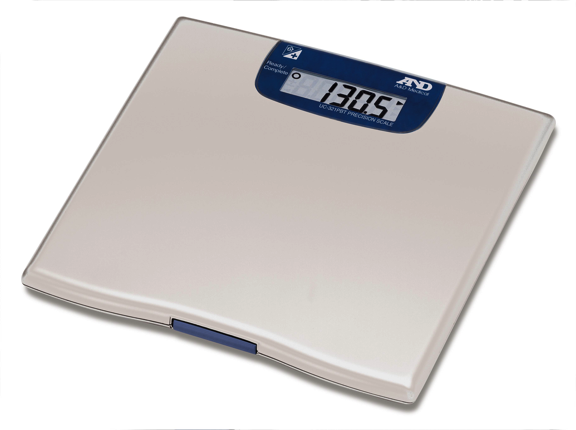 Ready/
Complete
130.5
A&D
A&D Medical
UC-321PBT PRECISION SCALE